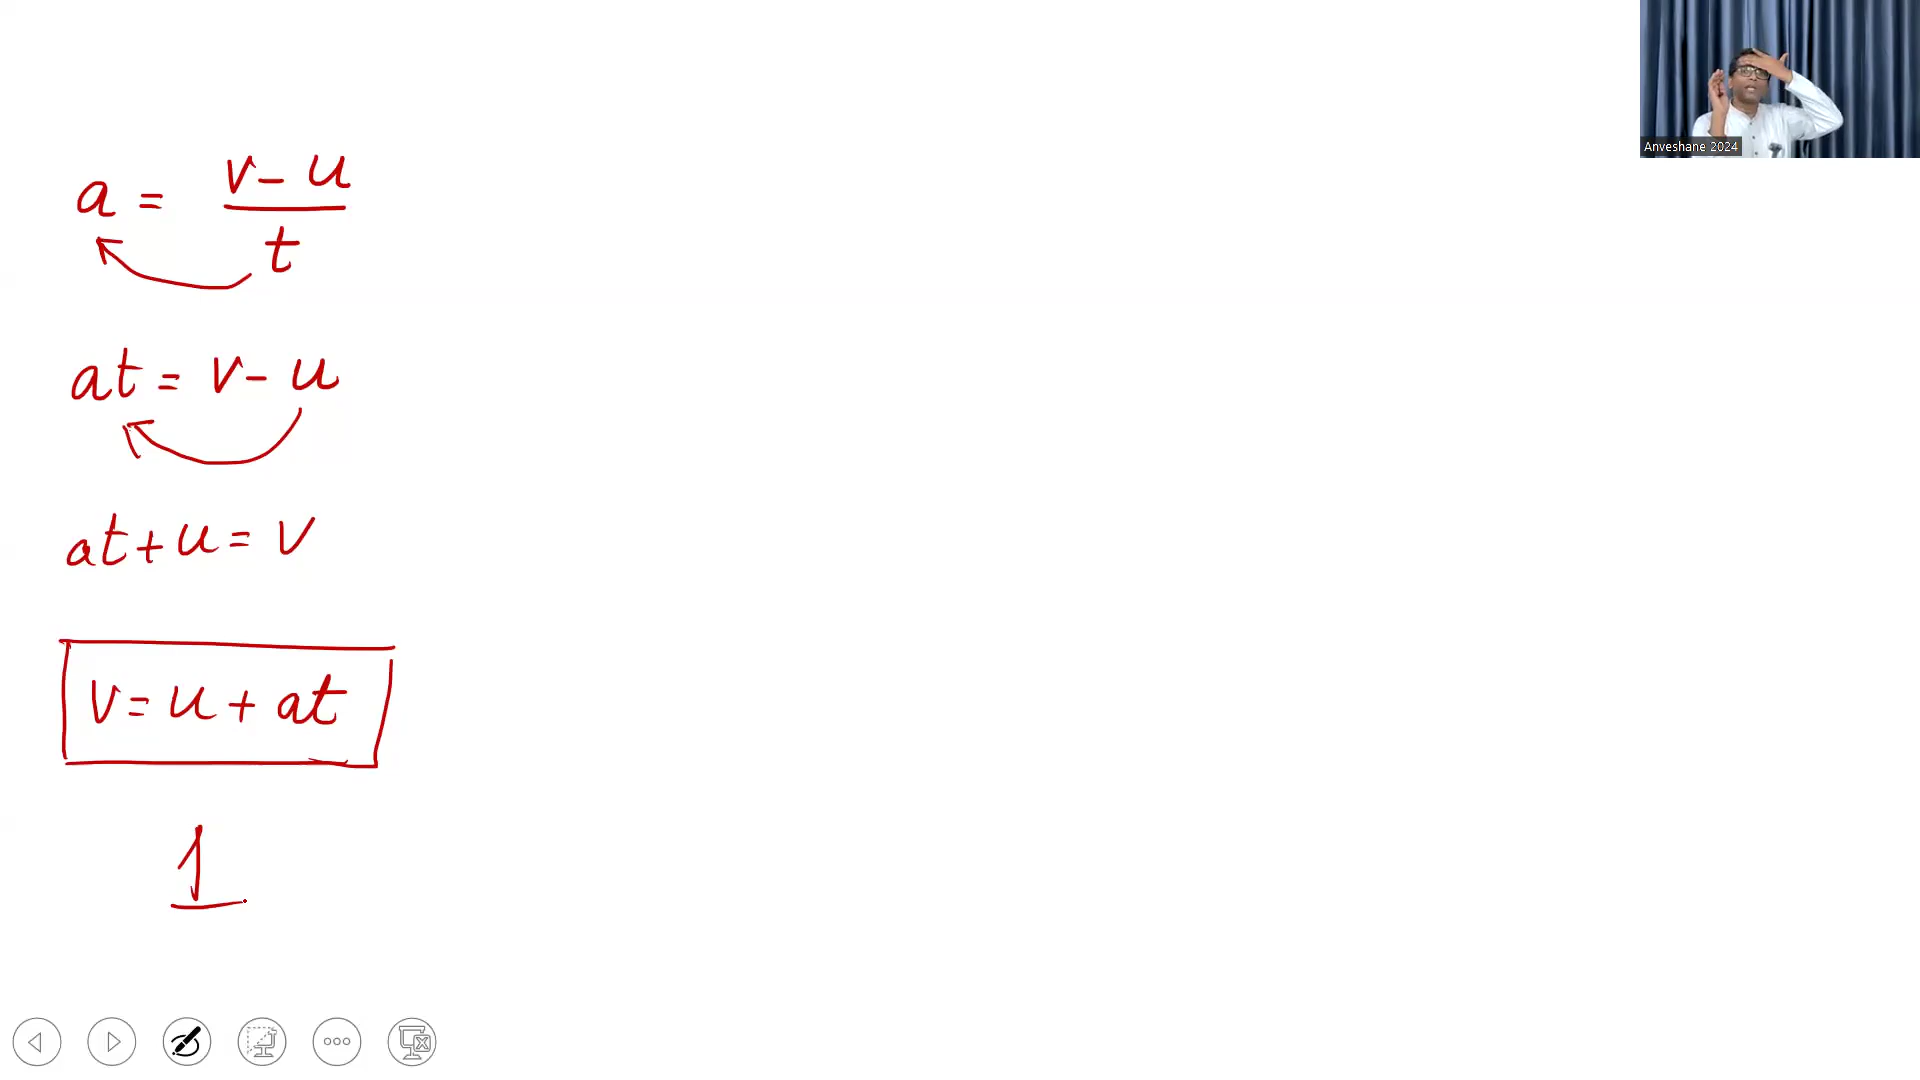 a = v - u / t
at = v - u
at + u = v
v = u + at
1
Anveshane 2024